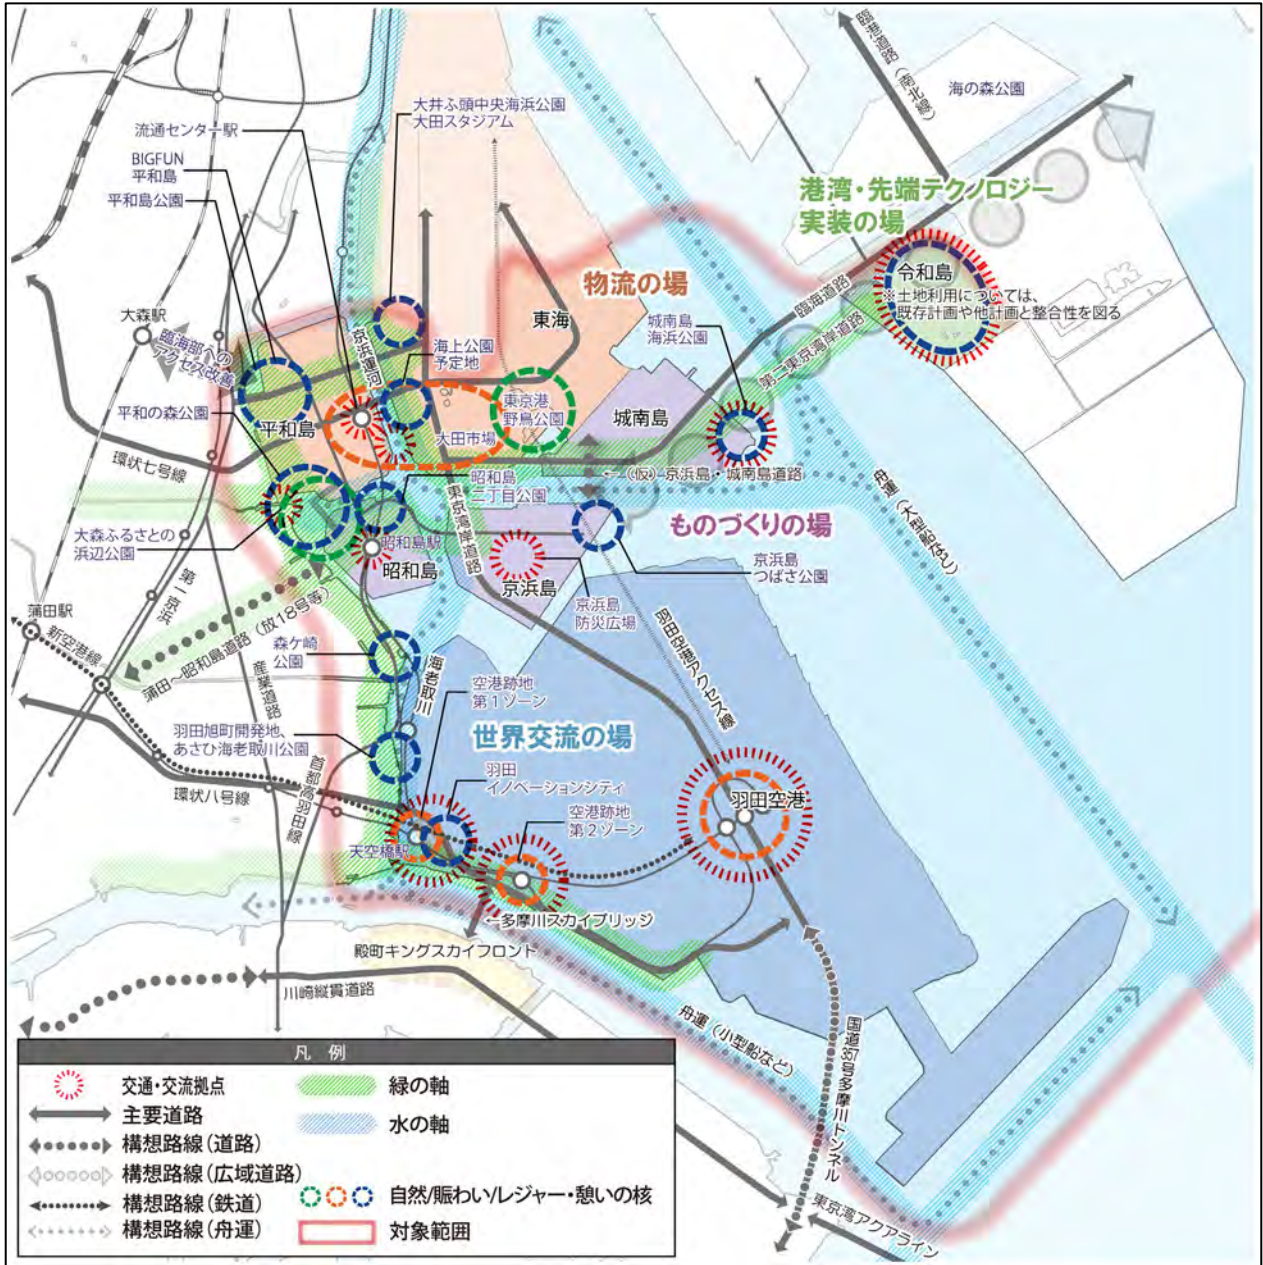 臨港道路（南北線）
海の森公園
大井ふ頭中央海浜公園
大田スタジアム
流通センター駅
BIGFUN
平和島
平和島公園
港湾・先端テクノロジー
実装の場
物流の場
令和島
※土地利用については、
既存計画や他計画と整合性を図る
東海
臨海道路
城南島
海浜公園
第二東京湾岸道路
大森駅
臨海部への
アクセス改善
京浜運河
海上公園
予定地
東京港
野鳥公園
城南島
平和の森公園
平和島
大田市場
環状七号線
←（仮）京浜島・城南島道路
昭和島
二丁目公園
東京湾岸道路
舟運（大型船など）
ものづくりの場
大森ふるさとの
浜辺公園
昭和島駅
昭和島
京浜島
京浜島
つばさ公園
京浜島
防災広場
第一京浜
蒲田駅
新空港線
蒲田～昭和島道路（放18号等）
産業道路
森ケ崎
公園
海老取川
羽田空港アクセス線
空港跡地
第１ゾーン
世界交流の場
羽田旭町開発地、
あさひ海老取川公園
羽田
イノベーションシティ
環状八号線
首都高羽田線
空港跡地
第２ゾーン
羽田空港
天空橋駅
←多摩川スカイブリッジ
殿町キングスカイフロント
川崎縦貫道路
舟運（小型船など）
国道357号多摩川トンネル
東京湾アクアライン
凡 例
交通・交流拠点
緑の軸
主要道路
水の軸
構想路線（道路）
構想路線（広域道路）
構想路線（鉄道）
自然/賑わい/レジャー・憩いの核
構想路線（舟運）
対象範囲